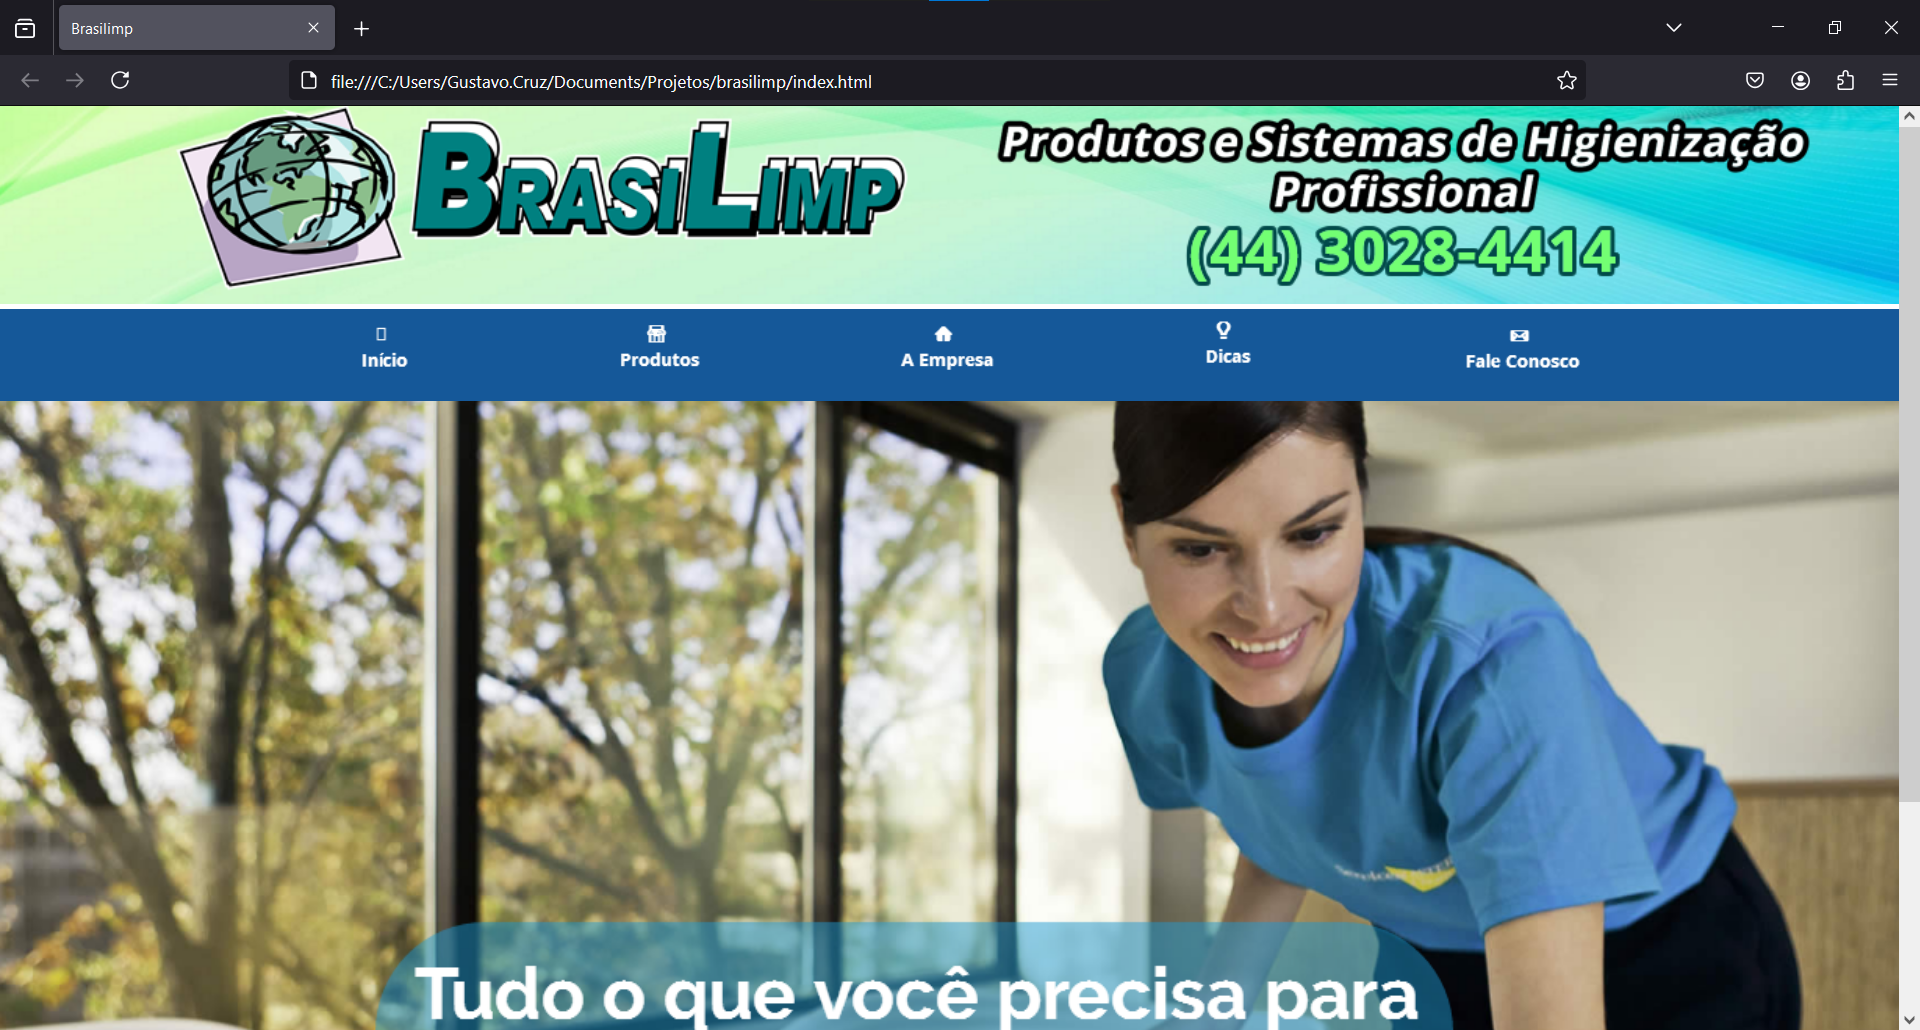 Brasilimp
file:///C:/Users/Gustavo.Cruz/Documents/Projetos/brasilimp/index.html
BRASILIMP
Produtos e Sistemas de Higienização
Profissional
(44) 3028-4414
Início
Produtos
A Empresa
Dicas
Fale Conosco
Tudo o que você precisa para